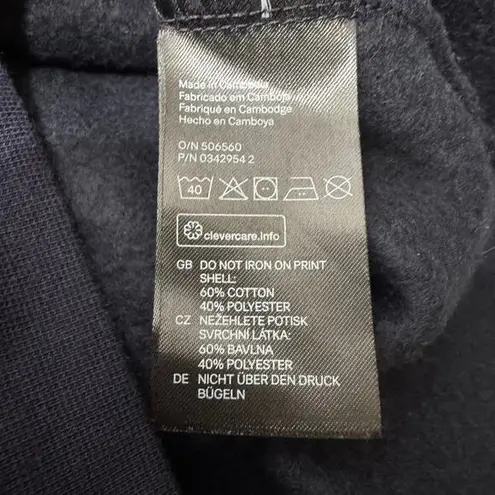 Made in Cambodia
Fabricado em Camboja
Fabriqué en Cambodge
Hecho en Camboya
O/N 506560
P/N 0342954 2
40
clevercare.info
GB DO NOT IRON ON PRINT
SHELL:
60% COTTON
40% POLYESTER
CZ NEŽEHLETE POTISK
SVRCHNÍ LÁTKA:
60% BAVLNA
40% POLYESTER
DE NICHT ÜBER DEN DRUCK
BÜGELN